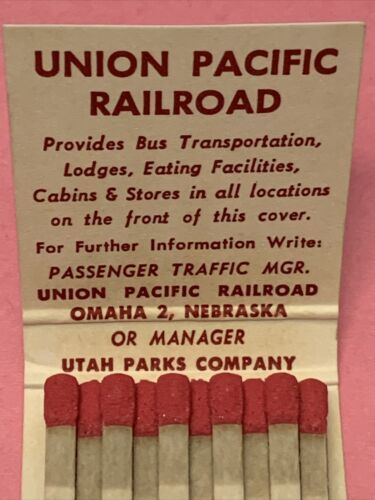 UNION PACIFIC
RAILROAD
Provides Bus Transportation,
Lodges, Eating Facilities,
Cabins & Stores in all locations
on the front of this cover.
For Further Information Write:
PASSENGER TRAFFIC MGR.
UNION PACIFIC RAILROAD
OMAHA 2, NEBRASKA
OR MANAGER
UTAH PARKS COMPANY